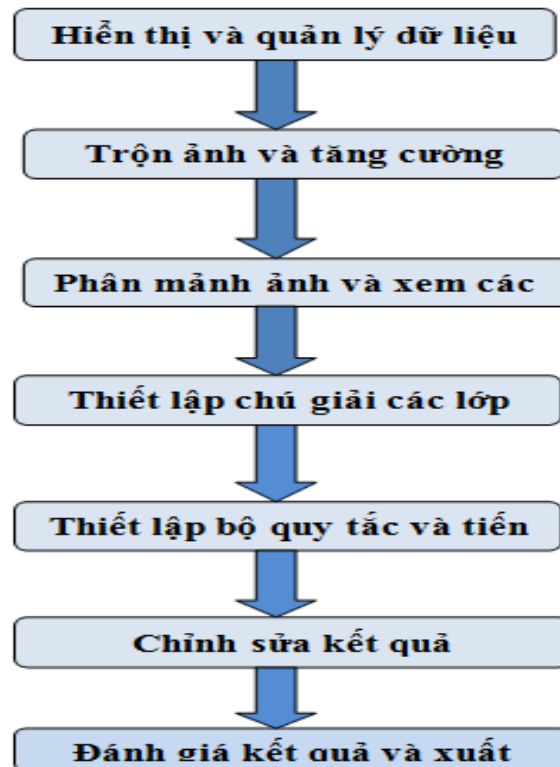 Hiển thị và quản lý dữ liệu
Trộn ảnh và tăng cường
Phân mảnh ảnh và xem các
Thiết lập chú giải các lớp
Thiết lập bộ quy tắc và tiến
Chỉnh sửa kết quả
Đánh giá kết quả và xuất